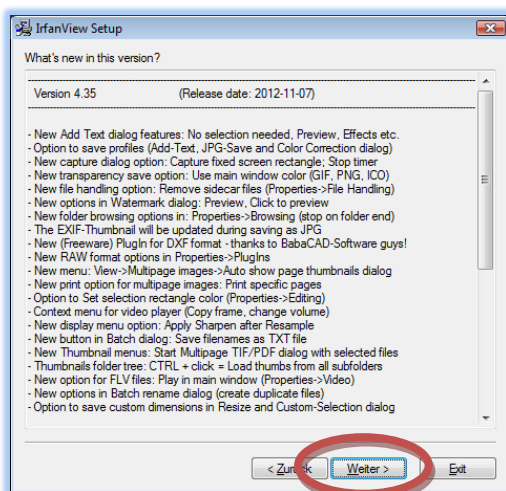 IrfanView Setup
What's new in this version?
Version 4.35 (Release date: 2012-11-07)
- New Add Text dialog features: No selection needed, Preview, Effects etc.
- Option to save profiles (Add-Text, JPG-Save and Color Correction dialog)
- New capture dialog option: Capture fixed screen rectangle; Stop timer
- New transparency save option: Use main window color (GIF, PNG, ICO)
- New file handling option: Remove sidecar files (Properties->File Handling)
- New options in Watermark dialog: Preview, Click to preview
- New folder browsing options in: Properties->Browsing (stop on folder end)
- The EXIF-Thumbnail will be updated during saving as JPG
- New (Freeware) PlugIn for DXF format - thanks to BabaCAD-Software guys!
- New RAW format options in Properties->PlugIns
- New menu: View->Multipage images->Auto show page thumbnails dialog
- New print option for multipage images: Print specific pages
- Option to Set selection rectangle color (Properties->Editing)
- Context menu for video player (Copy frame, change volume)
- New display menu option: Apply Sharpen after Resample
- New button in Batch dialog: Save filenames as TXT file
- New Thumbnail menus: Start Multipage TIF/PDF dialog with selected files
- Thumbnails folder tree: CTRL + click = Load thumbs from all subfolders
- New option for FLV files: Play in main window (Properties->Video)
- New options in Batch rename dialog (create duplicate files)
- Option to save custom dimensions in Resize and Custom-Selection dialog
< Zurück Weiter > Exit